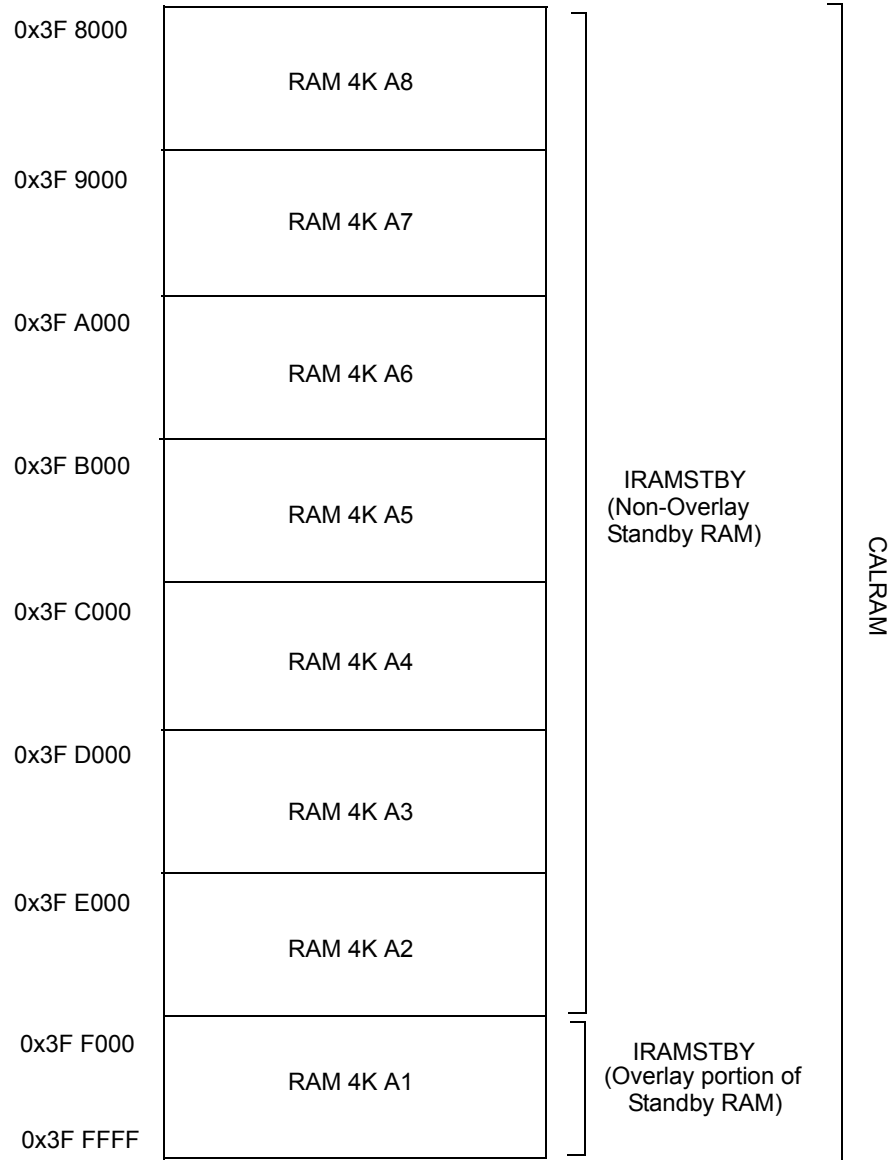 0x3F 8000
RAM 4K A8
0x3F 9000
RAM 4K A7
0x3F A000
RAM 4K A6
0x3F B000
RAM 4K A5
0x3F C000
RAM 4K A4
0x3F D000
RAM 4K A3
0x3F E000
RAM 4K A2
0x3F F000
RAM 4K A1
0x3F FFFF
IRAMSTBY
(Non-Overlay
Standby RAM)
IRAMSTBY
(Overlay portion of
Standby RAM)
CALRAM